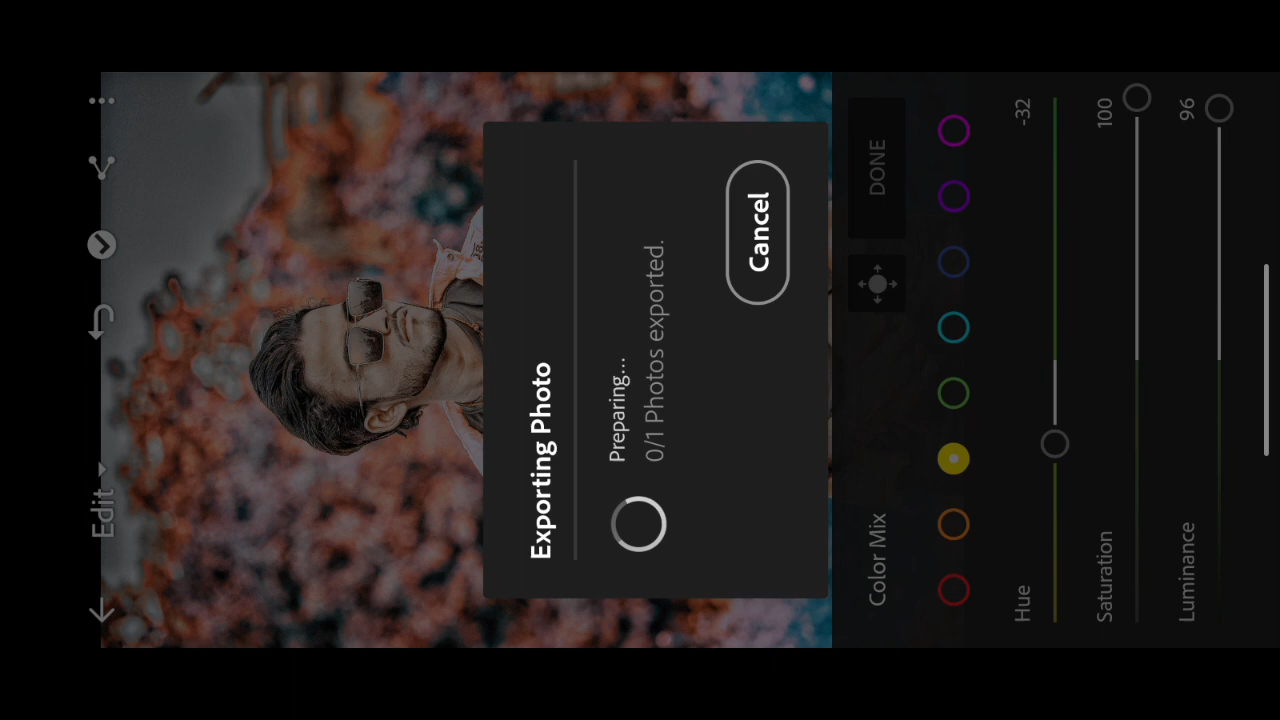 Edit
Exporting Photo
Preparing...
0/1 Photos exported.
Cancel
Color Mix
DONE
Hue
-32
Saturation
100
Luminance
96